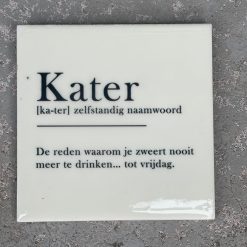 Kater
[ka-ter] zelfstandig naamwoord
De reden waarom je zweert nooit
meer te drinken... tot vrijdag.